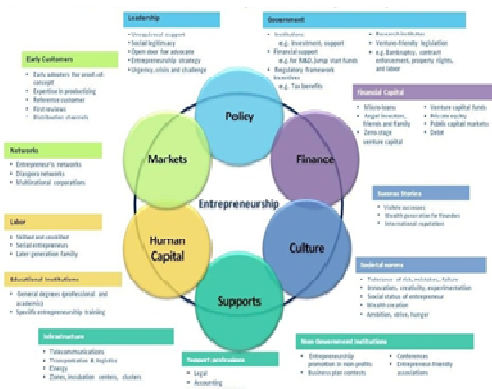 Leadership
Unequivocal support
Social legitimacy
Open door for advocate
Entrepreneurship strategy
Urgency, crisis and challenge
Government
Institutions
e.g. Investment, support
Financial support
e.g. for R&D, jump start funds
Regulatory framework
Incentives
e.g. Tax benefits
Research institutes
Venture-friendly legislation
e.g. Bankruptcy, contract
enforcement, property rights,
and labor
Early Customers
Early adopters for proof-of-
concept
Expertise in productizing
Reference customer
First reviews
Distribution channels
Financial Capital
Micro-loans
Angel investors,
friends and family
Zero-stage
venture capital
Venture capital funds
Private equity
Public capital markets
Debt
Policy
Markets
Finance
Networks
Entrepreneur's networks
Diaspora networks
Multinational corporations
Entrepreneurship
Success Stories
Visible successes
Wealth generation for founders
International reputation
Labor
Skilled and unskilled
Serial entrepreneurs
Later generation family
Human
Capital
Culture
Societal norms
Tolerance of risk, mistakes, failure
Innovation, creativity, experimentation
Social status of entrepreneur
Wealth creation
Ambition, drive, hunger
Educational Institutions
General degrees (professional and
academic)
Specific entrepreneurship training
Supports
Infrastructure
Telecommunications
Transportation & logistics
Energy
Zones, incubation centers, clusters
Support professions
Legal
Accounting
Non-Government Institutions
Entrepreneurship
promotion in non-profits
Business plan contests
Conferences
Entrepreneur-friendly
associations